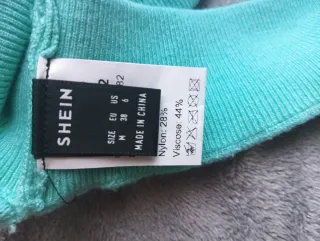 SHEIN
SIZE EU US
M 38 6
MADE IN CHINA
Nylon: 28%
Viscose: 44%